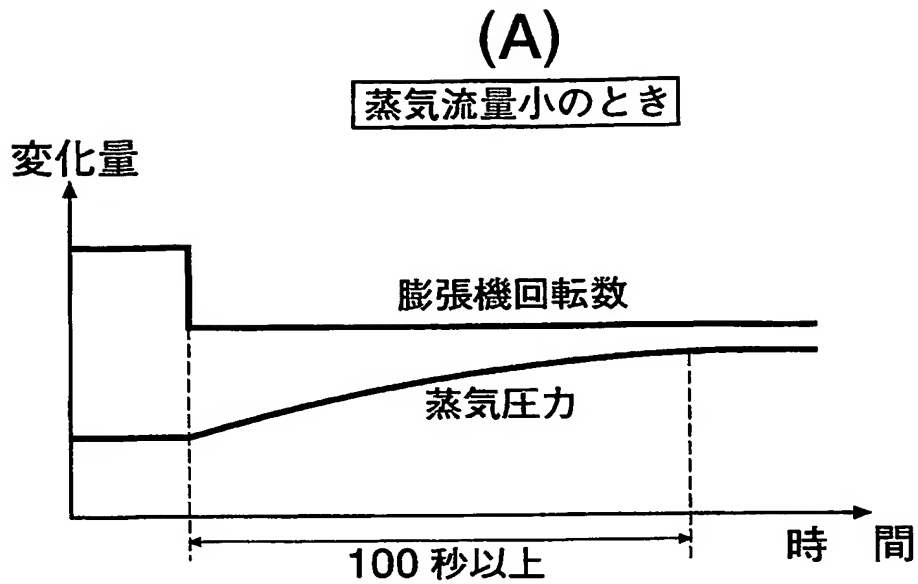 (A)
蒸気流量小のとき
変化量
膨張機回転数
蒸気圧力
100 秒以上
時 間